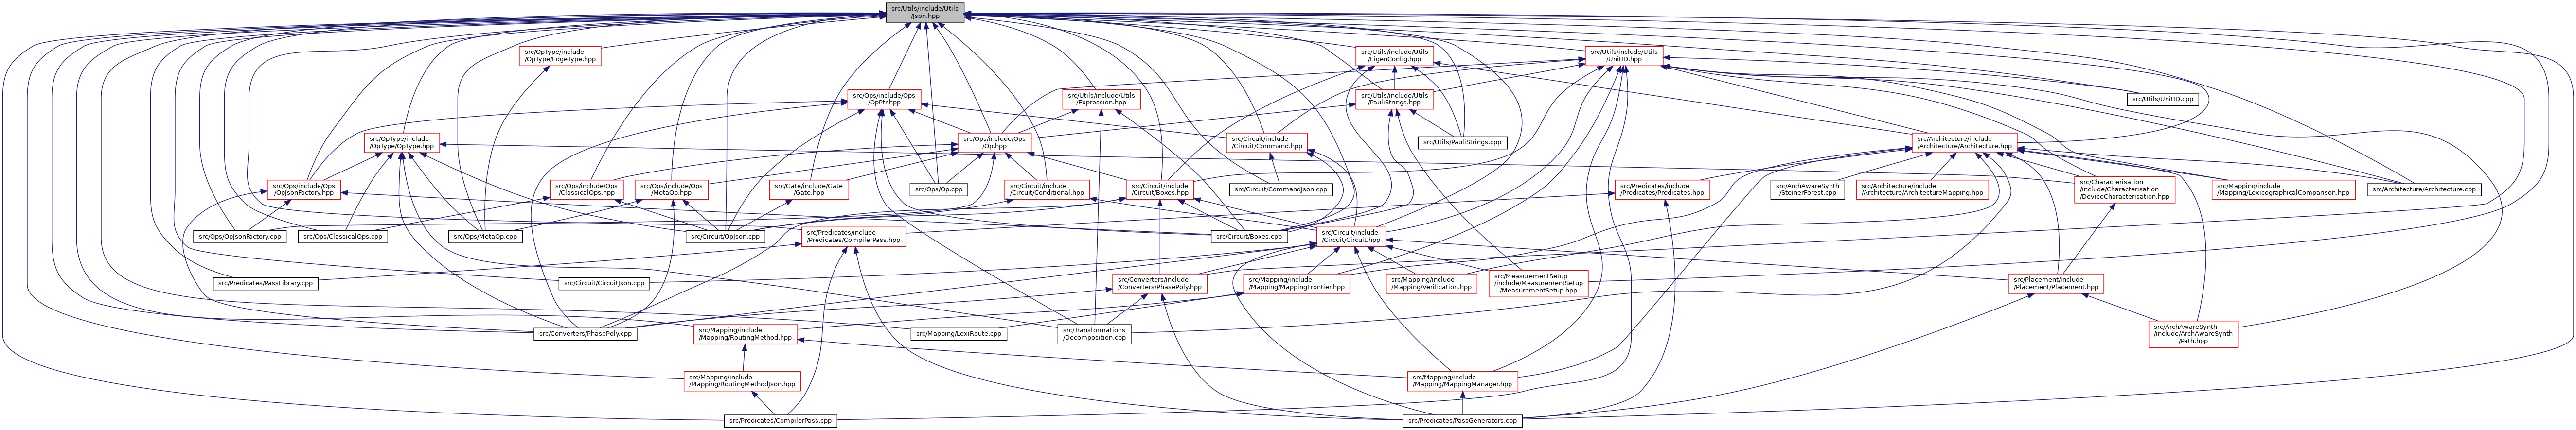 src/Utils/include/Utils
/Json.hpp
src/OpType/include
/OpType/EdgeType.hpp
src/Utils/include/Utils
/EigenConfig.hpp
src/Utils/include/Utils
/UnitID.hpp
src/Ops/include/Ops
/OpPtr.hpp
src/Utils/include/Utils
/Expression.hpp
src/Utils/include/Utils
/PauliStrings.hpp
src/Utils/UnitID.cpp
src/OpType/include
/OpType/OpType.hpp
src/Ops/include/Ops
/Op.hpp
src/Circuit/include
/Circuit/Command.hpp
src/Utils/PauliStrings.cpp
src/Architecture/include
/Architecture/Architecture.hpp
src/Ops/include/Ops
/OpJsonFactory.hpp
src/Ops/include/Ops
/ClassicalOps.hpp
src/Ops/include/Ops
/MetaOp.hpp
src/Gate/include/Gate
/Gate.hpp
src/Ops/Op.cpp
src/Circuit/include
/Circuit/Conditional.hpp
src/Circuit/include
/Circuit/Boxes.hpp
src/Circuit/CommandJson.cpp
src/Predicates/include
/Predicates/Predicates.hpp
src/ArchAwareSynth
/SteinerForest.cpp
src/Architecture/include
/Architecture/ArchitectureMapping.hpp
src/Characterisation
/include/Characterisation
/DeviceCharacterisation.hpp
src/Mapping/include
/Mapping/LexicographicalComparison.hpp
src/Architecture/Architecture.cpp
src/Ops/OpJsonFactory.cpp
src/Ops/ClassicalOps.cpp
src/Ops/MetaOp.cpp
src/Circuit/OpJson.cpp
src/Predicates/include
/Predicates/CompilerPass.hpp
src/Circuit/Boxes.cpp
src/Circuit/include
/Circuit/Circuit.hpp
src/Predicates/PassLibrary.cpp
src/Circuit/CircuitJson.cpp
src/Converters/include
/Converters/PhasePoly.hpp
src/Mapping/include
/Mapping/MappingFrontier.hpp
src/Mapping/include
/Mapping/Verification.hpp
src/MeasurementSetup
/include/MeasurementSetup
/MeasurementSetup.hpp
src/Placement/include
/Placement/Placement.hpp
src/Converters/PhasePoly.cpp
src/Mapping/include
/Mapping/RoutingMethod.hpp
src/Mapping/LexiRoute.cpp
src/Transformations
/Decomposition.cpp
src/ArchAwareSynth
/include/ArchAwareSynth
/Path.hpp
src/Mapping/include
/Mapping/RoutingMethodJson.hpp
src/Mapping/include
/Mapping/MappingManager.hpp
src/Predicates/CompilerPass.cpp
src/Predicates/PassGenerators.cpp